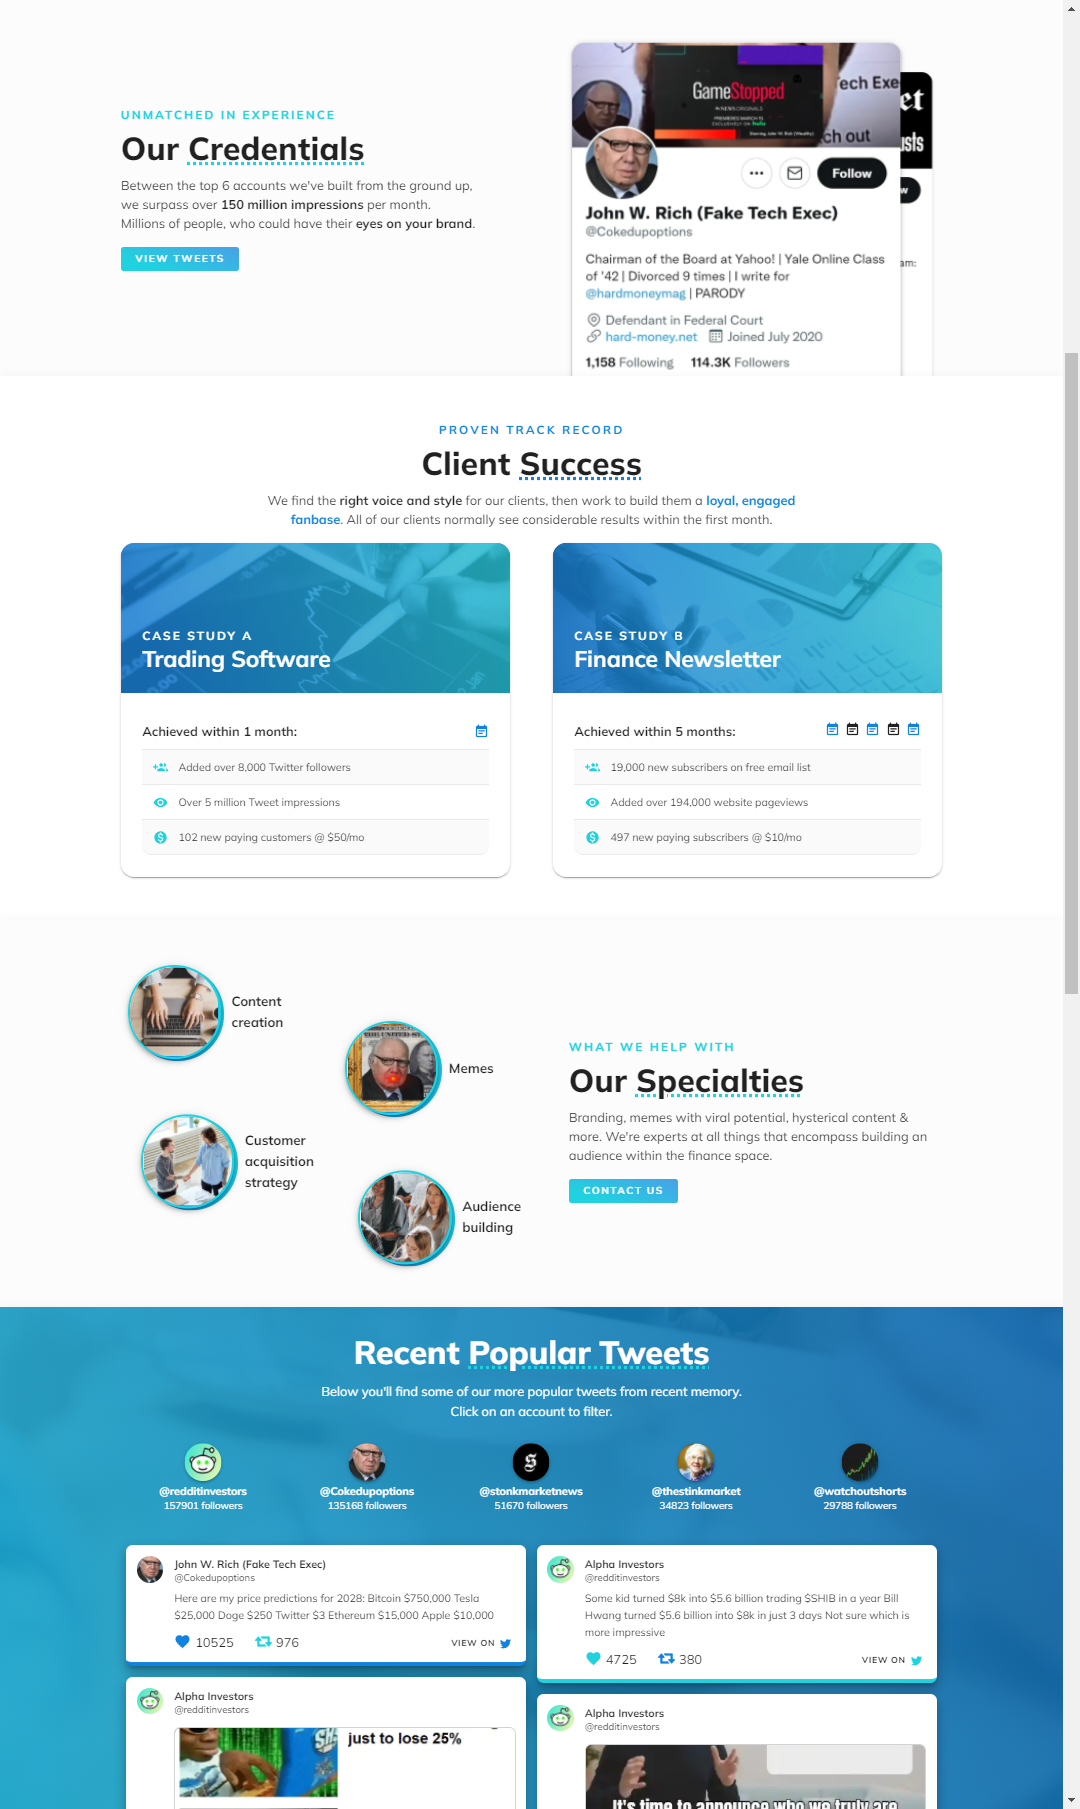 UNMATCHED IN EXPERIENCE
Our Credentials
Between the top 6 accounts we've built from the ground up,
we surpass over 150 million impressions per month.
Millions of people, who could have their eyes on your brand.
VIEW TWEETS
GameStopped
NEWS ORIGINALS
PREMIERES MARCH
EXCLUSIVELY ON hulu
Starring John W. Rich (Wealthy)
ech Exe
tch out
et
usts
w
am:
Follow
John W. Rich (Fake Tech Exec)
@Cokedupoptions
Chairman of the Board at Yahoo! | Yale Online Class
of '42 | Divorced 9 times | I write for
@hardmoneymag | PARODY
Defendant in Federal Court
hard-money.net Joined July 2020
1,158 Following 114.3K Followers
PROVEN TRACK RECORD
Client Success
We find the right voice and style for our clients, then work to build them a loyal, engaged
fanbase. All of our clients normally see considerable results within the first month.
CASE STUDY A
Trading Software
Achieved within 1 month:
Added over 8,000 Twitter followers
Over 5 million Tweet impressions
102 new paying customers @ $50/mo
CASE STUDY B
Finance Newsletter
Achieved within 5 months:
19,000 new subscribers on free email list
Added over 194,000 website pageviews
497 new paying subscribers @ $10/mo
Content
creation
Memes
Customer
acquisition
strategy
Audience
building
WHAT WE HELP WITH
Our Specialties
Branding, memes with viral potential, hysterical content &
more. We're experts at all things that encompass building an
audience within the finance space.
CONTACT US
Recent Popular Tweets
Below you'll find some of our more popular tweets from recent memory.
Click on an account to filter.
@redditinvestors
157901 followers
@Cokedupoptions
135168 followers
@stonkmarketnews
51670 followers
@thestinkmarket
34823 followers
@watchoutshorts
29788 followers
John W. Rich (Fake Tech Exec)
@Cokedupoptions
Here are my price predictions for 2028: Bitcoin $750,000 Tesla
$25,000 Doge $250 Twitter $3 Ethereum $15,000 Apple $10,000
10525 976 VIEW ON
Alpha Investors
@redditinvestors
Some kid turned $8k into $5.6 billion trading $SHIB in a year Bill
Hwang turned $5.6 billion into $8k in just 3 days Not sure which is
more impressive
4725 380 VIEW ON
Alpha Investors
@redditinvestors
just to lose 25%
Alpha Investors
@redditinvestors
It's time to announce who we truly are